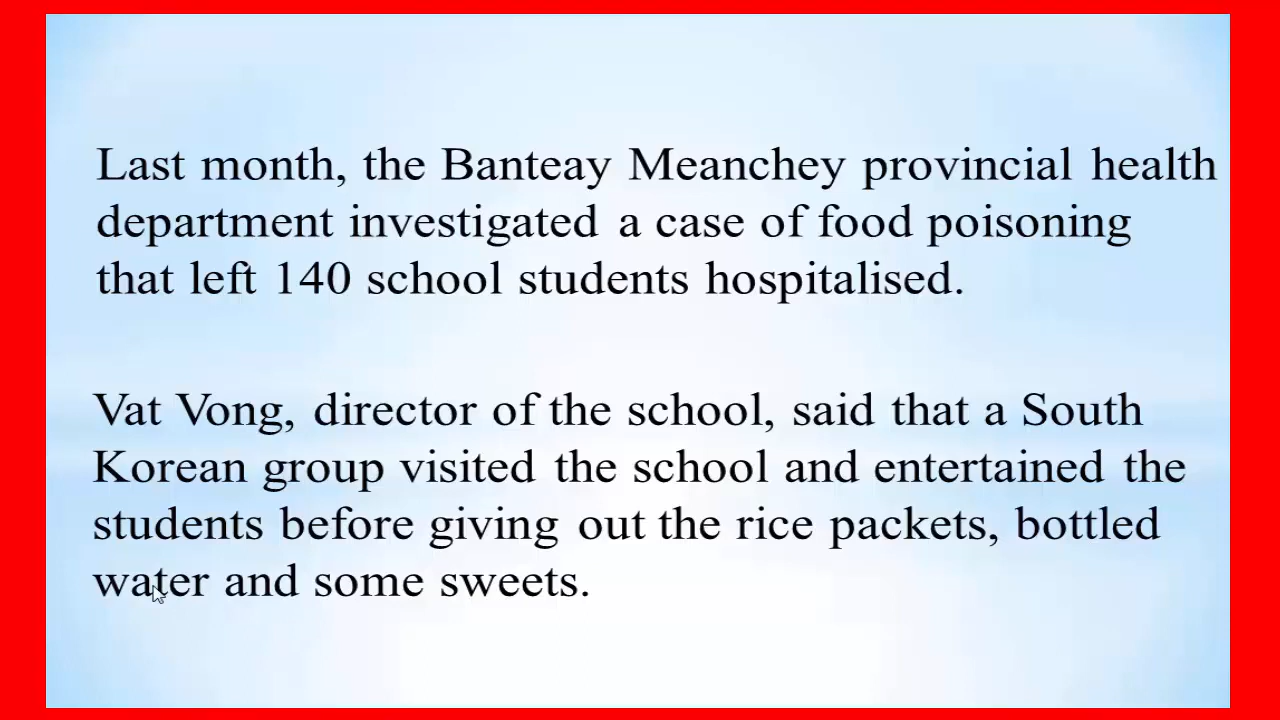 Last month, the Banteay Meanchey provincial health
department investigated a case of food poisoning
that left 140 school students hospitalised.
Vat Vong, director of the school, said that a South
Korean group visited the school and entertained the
students before giving out the rice packets, bottled
water and some sweets.